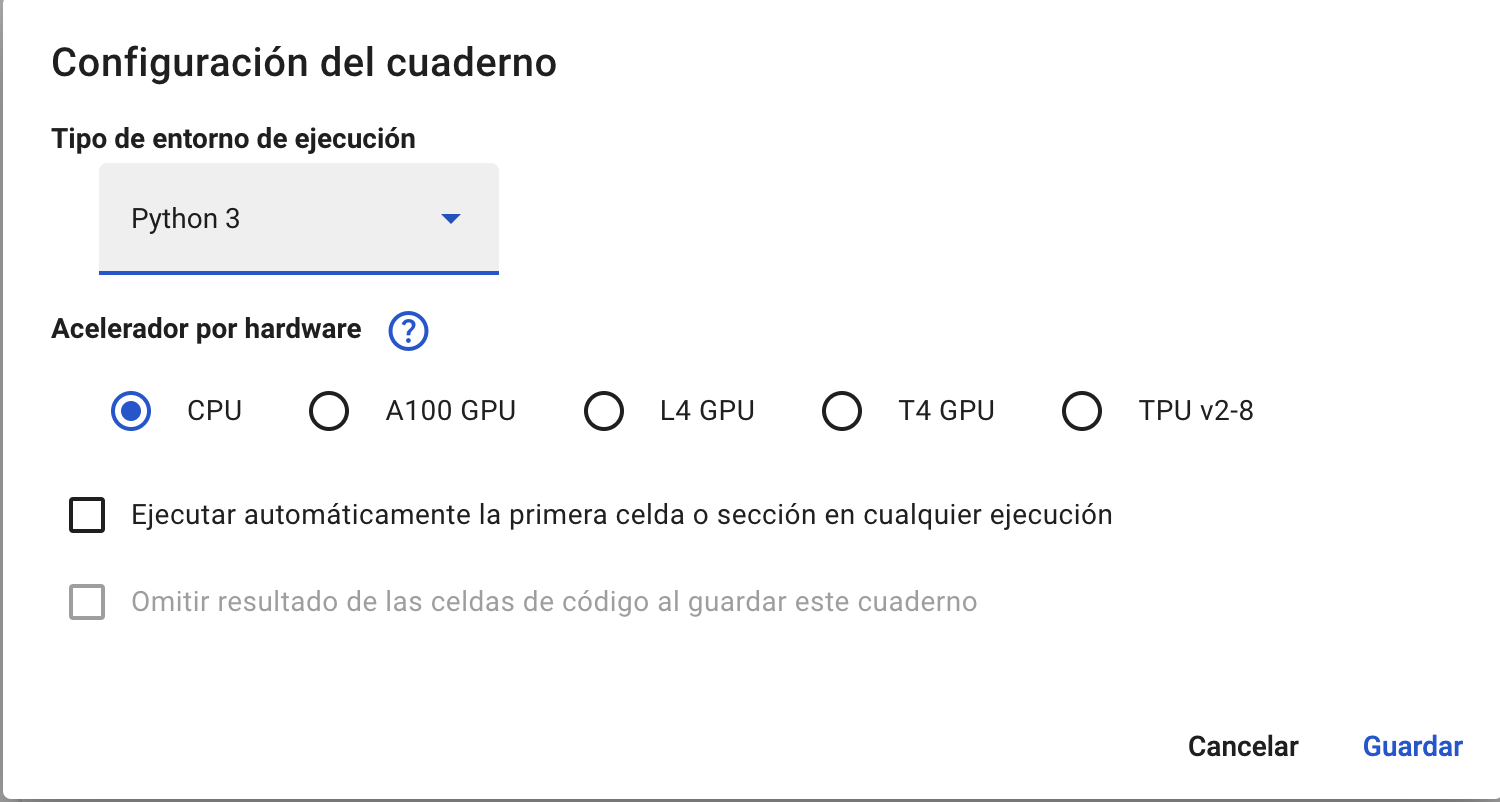 Configuración del cuaderno
Tipo de entorno de ejecución
Python 3
Acelerador por hardware ?
CPU A100 GPU L4 GPU T4 GPU TPU v2-8
Ejecutar automáticamente la primera celda o sección en cualquier ejecución
Omitir resultado de las celdas de código al guardar este cuaderno
Cancelar Guardar